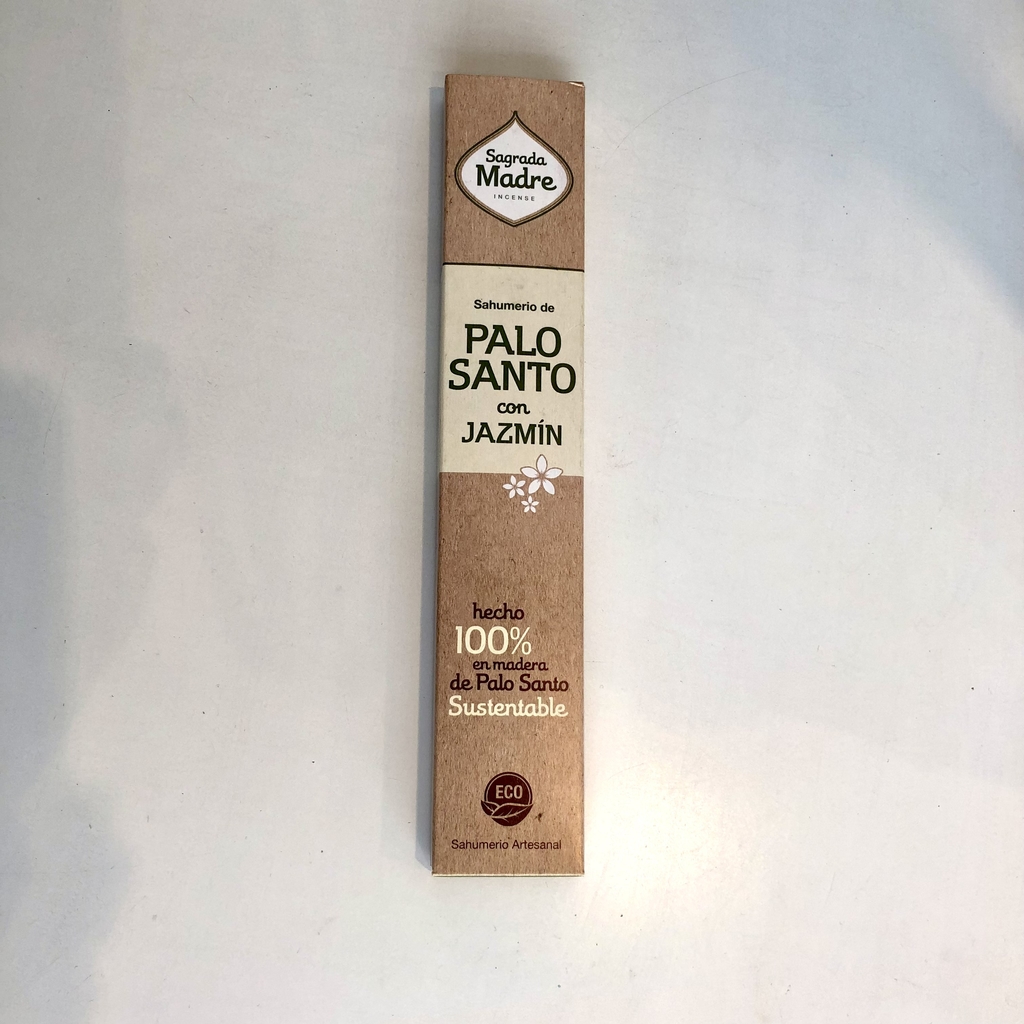 Sagrada
Madre
INCENSE
Sahumerio de
PALO
SANTO
con
JAZMÍN
hecho
100%
en madera
de Palo Santo
Sustentable
ECO
Sahumerio Artesanal